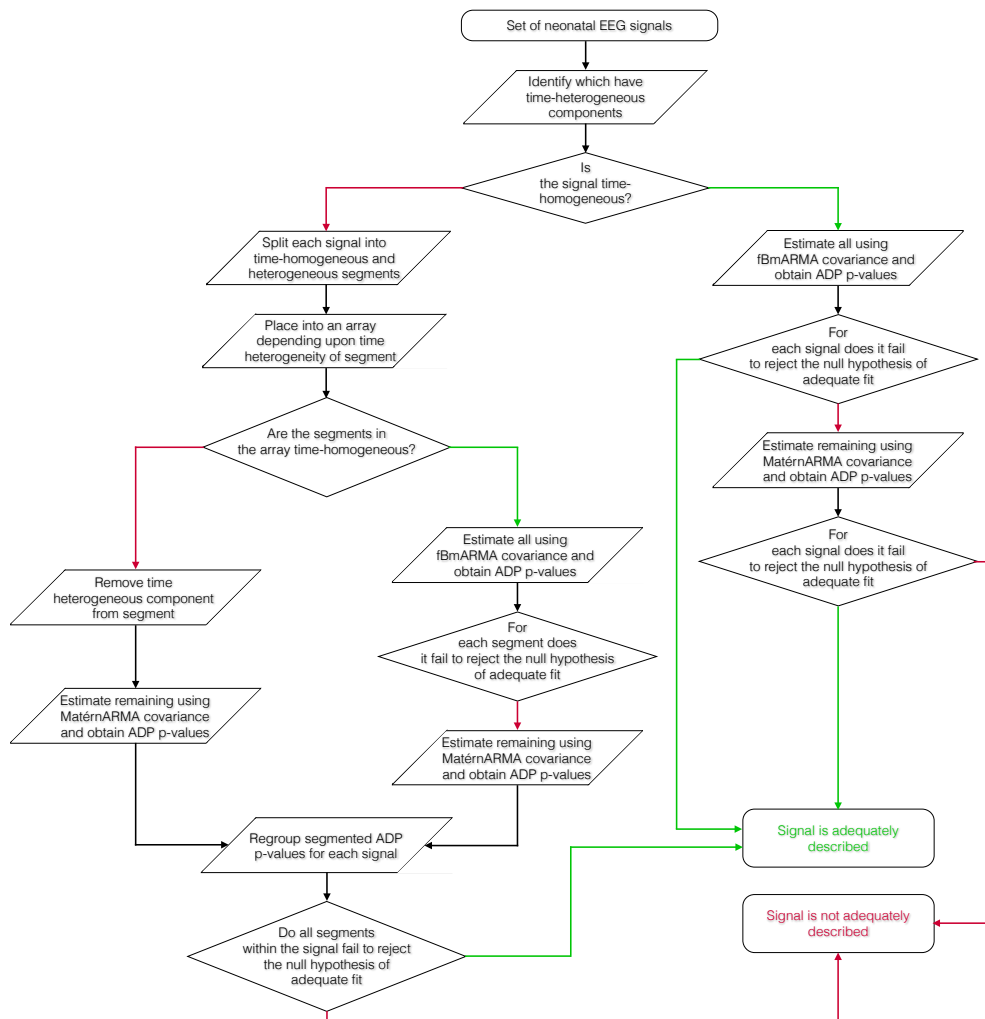 Set of neonatal EEG signals
Identify which have
time-heterogeneous
components
Is
the signal time-
homogeneous?
Split each signal into
time-homogeneous and
heterogeneous segments
Estimate all using
fBmARMA covariance and
obtain ADP p-values
Place into an array
depending upon time
heterogeneity of segment
For
each signal does it fail
to reject the null hypothesis of
adequate fit
Are the segments in
the array time-homogeneous?
Estimate remaining using
MatérnARMA covariance
and obtain ADP p-values
Estimate all using
fBmARMA covariance and
obtain ADP p-values
For
each signal does it fail
to reject the null hypothesis of
adequate fit
Remove time
heterogeneous component
from segment
For
each segment does
it fail to reject the null hypothesis
of adequate fit
Estimate remaining using
MatérnARMA covariance
and obtain ADP p-values
Estimate remaining using
MatérnARMA covariance
and obtain ADP p-values
Regroup segmented ADP
p-values for each signal
Signal is adequately
described
Do all segments
within the signal fail to reject
the null hypothesis of
adequate fit
Signal is not adequately
described